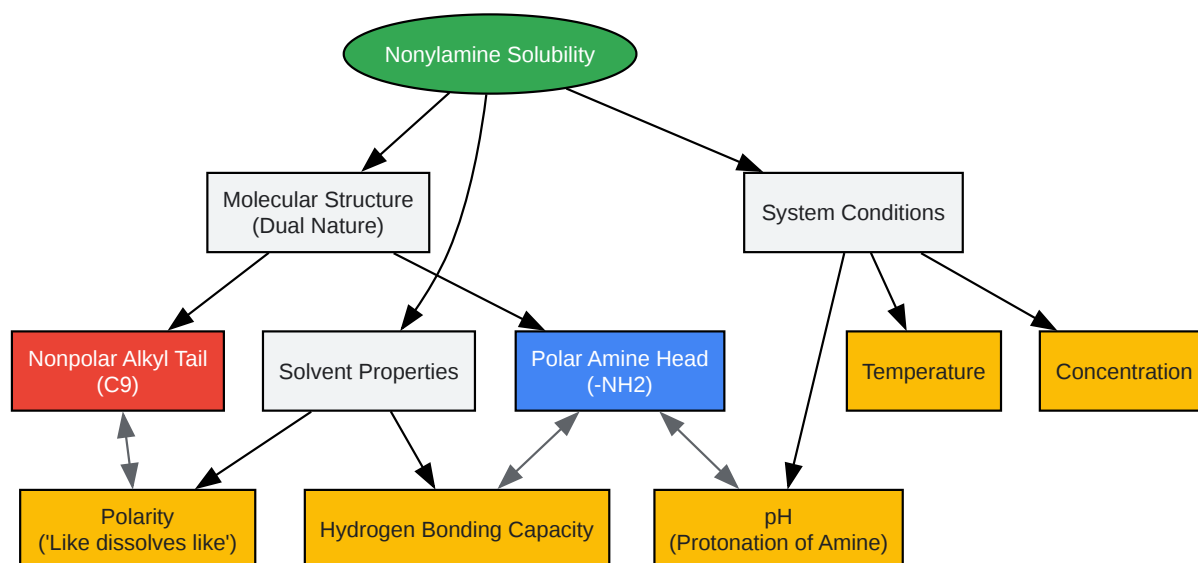 Nonylamine Solubility
Molecular Structure
(Dual Nature)
System Conditions
Nonpolar Alkyl Tail
(C9)
Solvent Properties
Polar Amine Head
(-NH2)
Temperature
Concentration
Polarity
('Like dissolves like')
Hydrogen Bonding Capacity
pH
(Protonation of Amine)